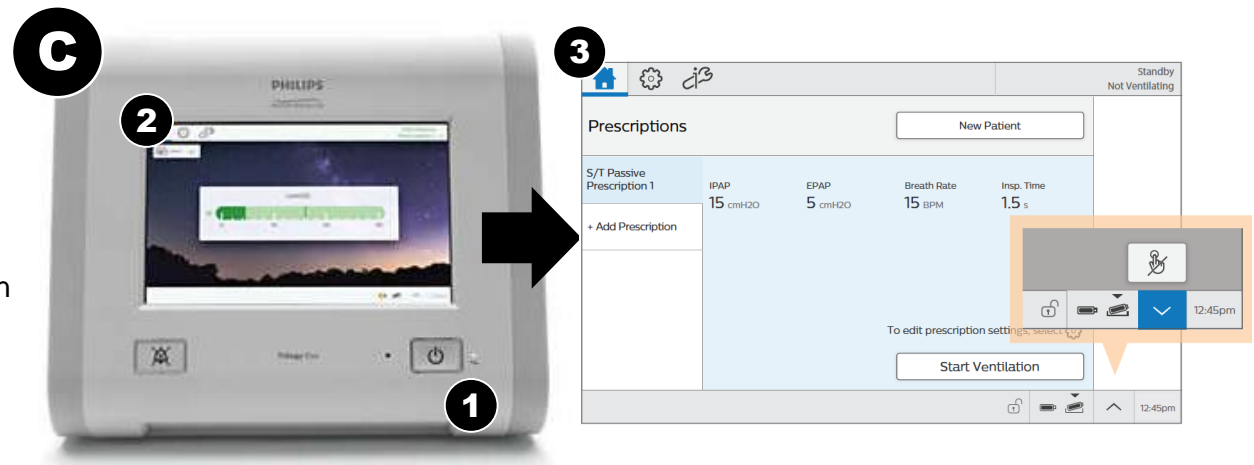 C
PHILIPS
2
1
n
3
Standby
Not Ventilating
Prescriptions
New Patient
S/T Passive
Prescription 1
IPAP
EPAP
Breath Rate
Insp. Time
15 cmH2O
5 cmH2O
15 BPM
1.5 s
+ Add Prescription
12:45pm
To edit prescription settings, select
Start Ventilation
12:45pm